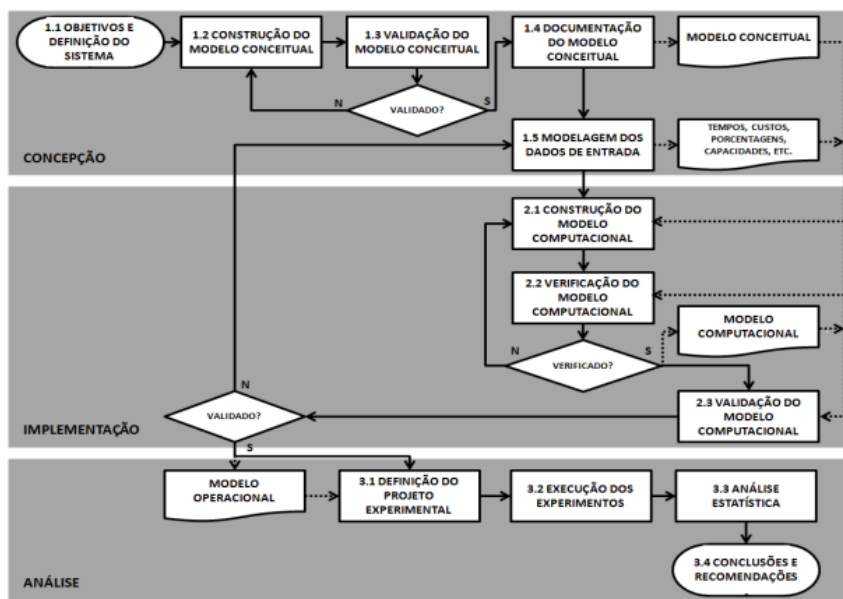 1.1 OBJETIVOS E
DEFINIÇÃO DO
SISTEMA
1.2 CONSTRUÇÃO DO
MODELO CONCEITUAL
1.3 VALIDAÇÃO DO
MODELO CONCEITUAL
1.4 DOCUMENTAÇÃO
DO MODELO
CONCEITUAL
MODELO CONCEITUAL
N
VALIDADO?
S
1.5 MODELAGEM DOS
DADOS DE ENTRADA
TEMPOS, CUSTOS,
PORCENTAGENS,
CAPACIDADES, ETC.
CONCEPÇÃO
2.1 CONSTRUÇÃO DO
MODELO
COMPUTACIONAL
2.2 VERIFICAÇÃO DO
MODELO
COMPUTACIONAL
MODELO
COMPUTACIONAL
N
VERIFICADO?
S
N
VALIDADO?
S
2.3 VALIDAÇÃO DO
MODELO
COMPUTACIONAL
IMPLEMENTAÇÃO
MODELO
OPERACIONAL
3.1 DEFINIÇÃO DO
PROJETO
EXPERIMENTAL
3.2 EXECUÇÃO DOS
EXPERIMENTOS
3.3 ANÁLISE
ESTATÍSTICA
3.4 CONCLUSÕES E
RECOMENDAÇÕES
ANÁLISE